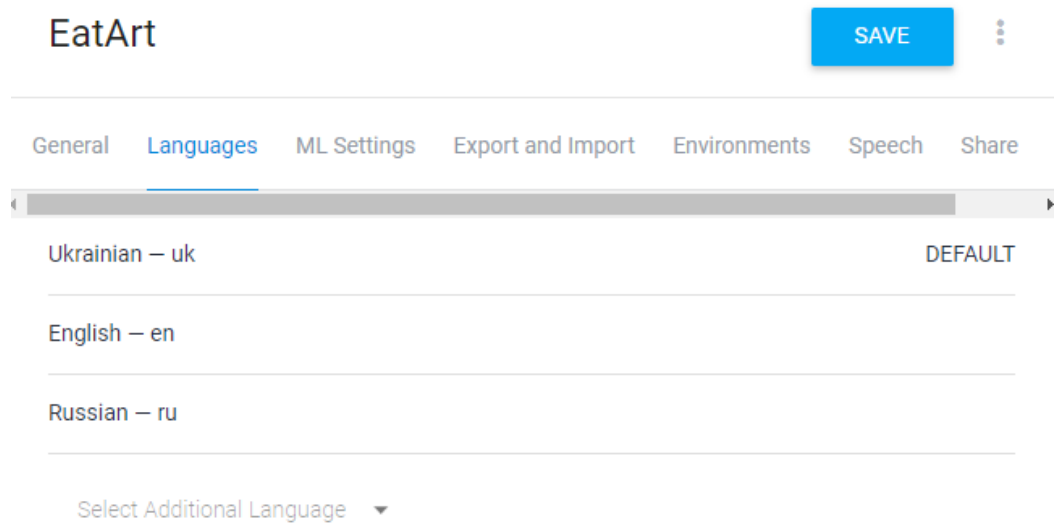 EatArt
SAVE
General Languages ML Settings Export and Import Environments Speech Share
Ukrainian — uk DEFAULT
English — en
Russian — ru
Select Additional Language